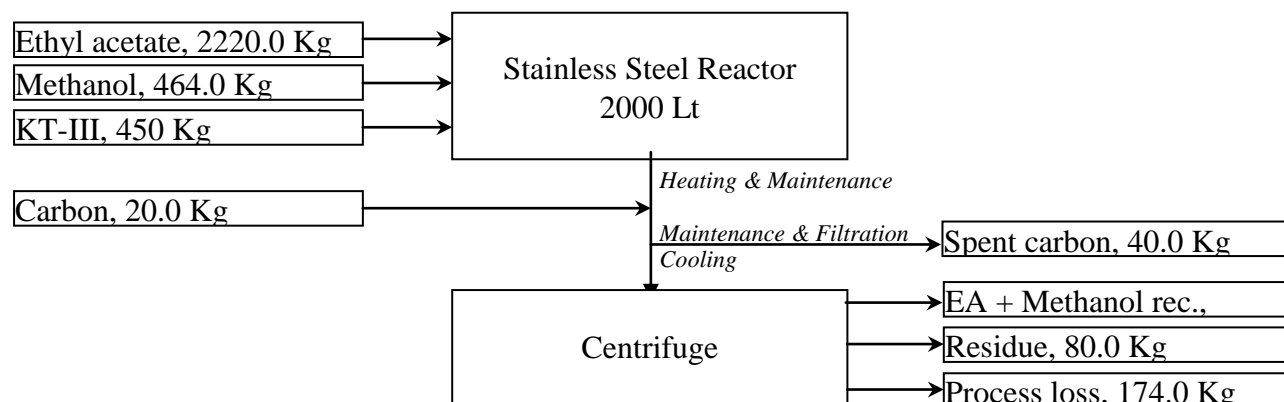 Ethyl acetate, 2220.0 Kg
Methanol, 464.0 Kg
KT-III, 450 Kg
Stainless Steel Reactor
2000 Lt
Heating & Maintenance
Carbon, 20.0 Kg
Maintenance & Filtration
Cooling
Spent carbon, 40.0 Kg
Centrifuge
EA + Methanol rec.,
Residue, 80.0 Kg
Process loss, 174.0 Kg